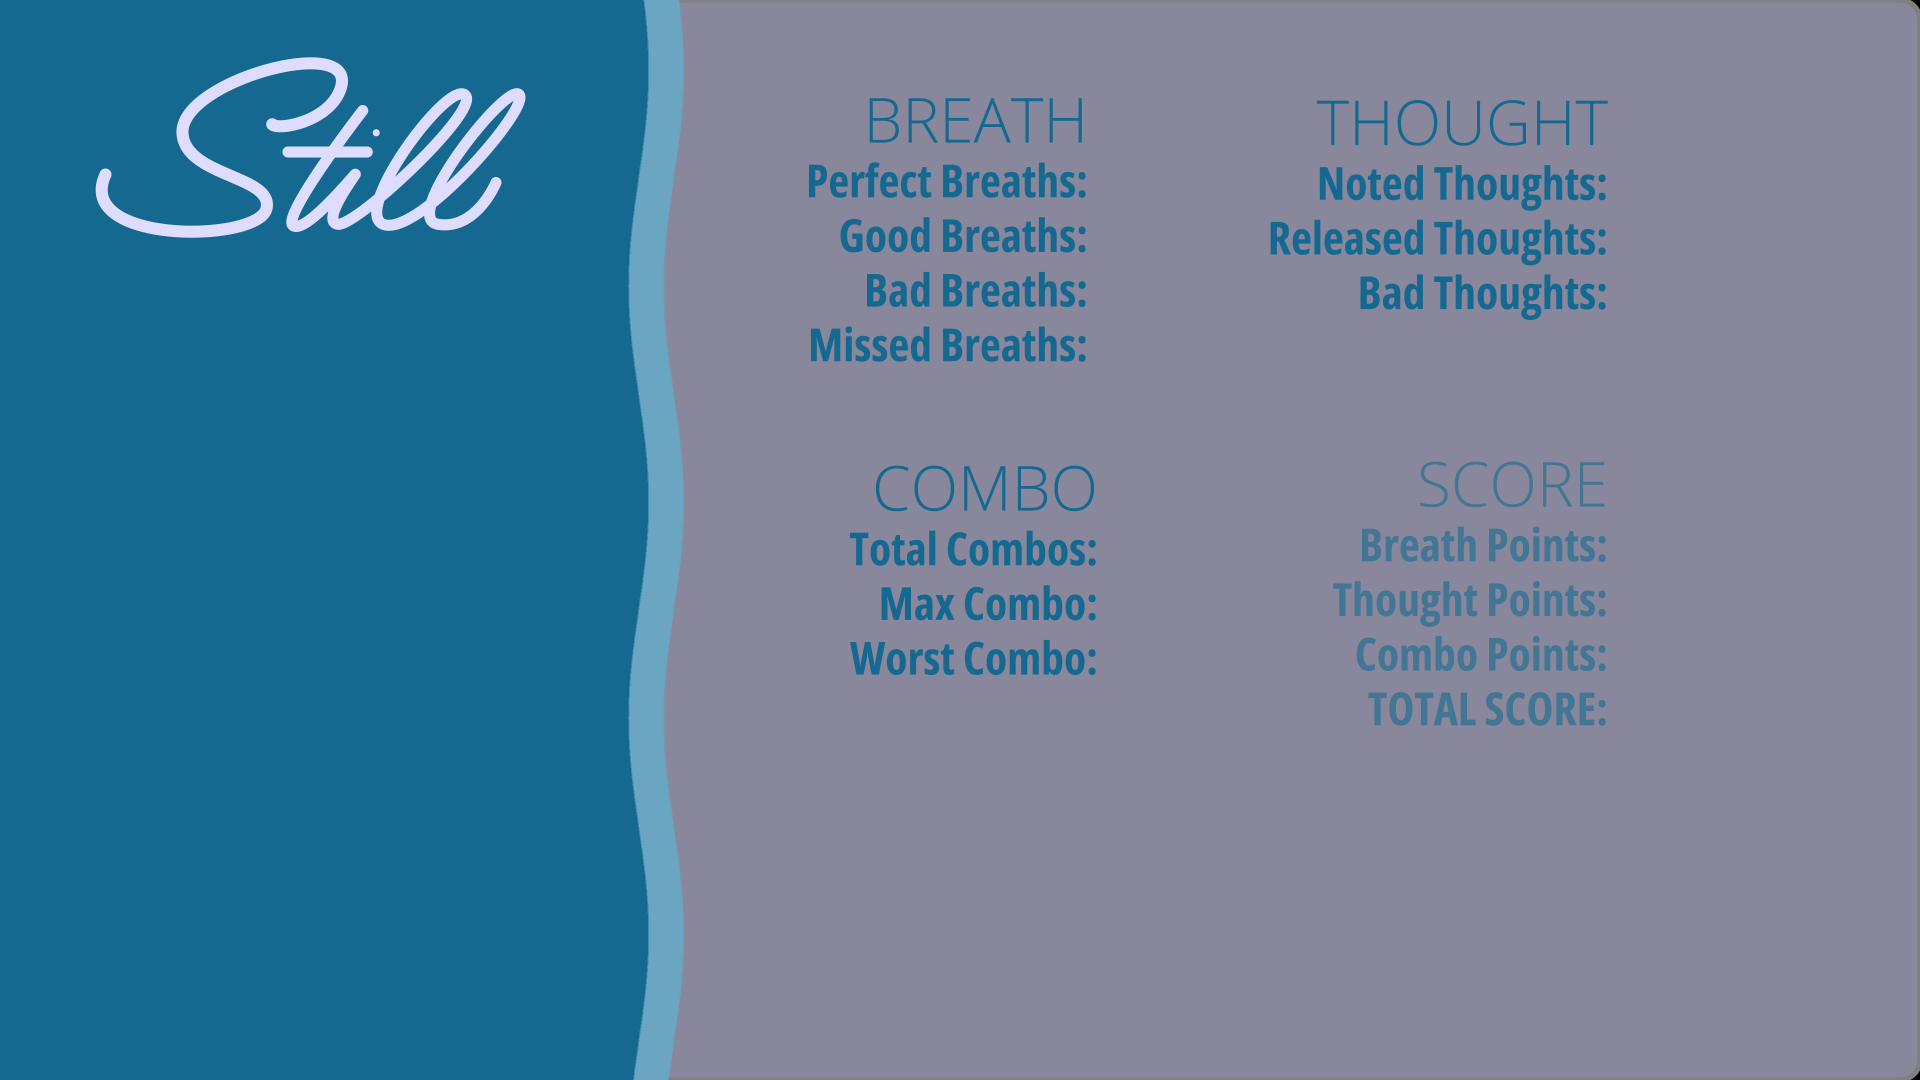 Still
BREATH
Perfect Breaths:
Good Breaths:
Bad Breaths:
Missed Breaths:
THOUGHT
Noted Thoughts:
Released Thoughts:
Bad Thoughts:
COMBO
Total Combos:
Max Combo:
Worst Combo:
SCORE
Breath Points:
Thought Points:
Combo Points:
TOTAL SCORE: